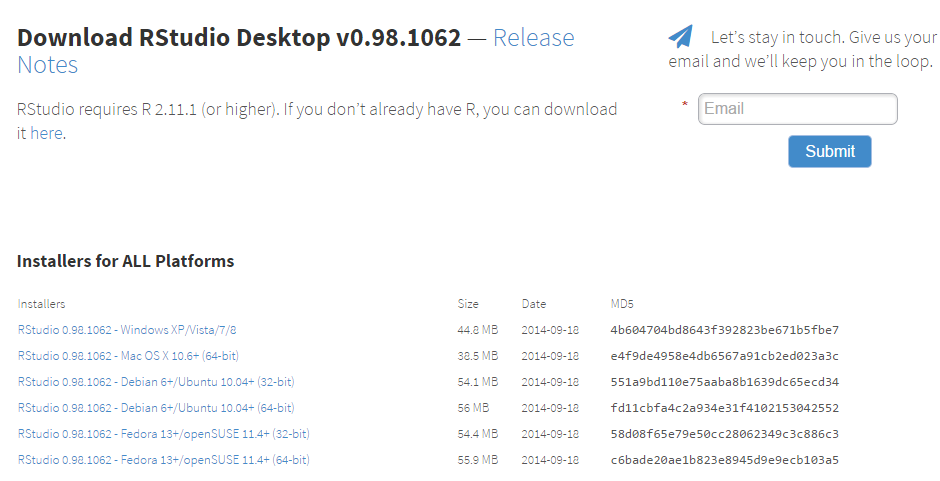 Download RStudio Desktop v0.98.1062 — Release
Notes
RStudio requires R 2.11.1 (or higher). If you don't already have R, you can download
it here.
Let's stay in touch. Give us your
email and we'll keep you in the loop.
* Email
Submit
Installers for ALL Platforms
Installers Size Date MD5
RStudio 0.98.1062 - Windows XP/Vista/7/8 44.8 MB 2014-09-18 4b604704bd8643f392823be671b5fbe7
RStudio 0.98.1062 - Mac OS X 10.6+ (64-bit) 38.5 MB 2014-09-18 e4f9de4958e4db6567a91cb2ed023a3c
RStudio 0.98.1062 - Debian 6+/Ubuntu 10.04+ (32-bit) 54.1 MB 2014-09-18 551a9bd110e75aaba8b1639dc65ecd34
RStudio 0.98.1062 - Debian 6+/Ubuntu 10.04+ (64-bit) 56 MB 2014-09-18 fd11cbfa4c2a934e31f4102153042552
RStudio 0.98.1062 - Fedora 13+/openSUSE 11.4+ (32-bit) 54.4 MB 2014-09-18 58d08f65e79e50cc28062349c3c886c3
RStudio 0.98.1062 - Fedora 13+/openSUSE 11.4+ (64-bit) 55.9 MB 2014-09-18 c6bade20ae1b823e8945d9e9ecb103a5